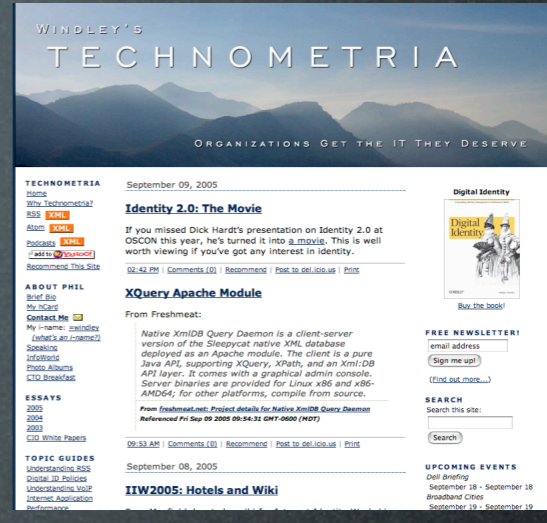 WINDLEY'S
TECHNOMETRIA
ORGANIZATIONS GET THE IT THEY DESERVE
TECHNOMETRIA
Home
Why Technometria?
RSS XML
Atom XML
Podcasts XML
add to YAHOO!
Recommend This Site
ABOUT PHIL
Brief Bio
My hCard
Contact Me
My i-name: =windley
(what's an i-name?)
Speaking
InfoWorld
Photo Albums
CTO Breakfast
ESSAYS
2005
2004
2003
CIO White Papers
TOPIC GUIDES
Understanding RSS
Digital ID Policies
Understanding VoIP
Internet Application
Performance
September 09, 2005
Identity 2.0: The Movie
If you missed Dick Hardt's presentation on Identity 2.0 at
OSCON this year, he's turned it into a movie. This is well
worth viewing if you've got any interest in identity.
02:42 PM | Comments (0) | Recommend | Post to del.icio.us | Print
XQuery Apache Module
From Freshmeat:
Native XmlDB Query Daemon is a client-server
version of the Sleepycat native XML database
deployed as an Apache module. The client is a pure
Java API, supporting XQuery, XPath, and an Xml:DB
API layer. It comes with a graphical admin console.
Server binaries are provided for Linux x86 and x86-
AMD64; for other platforms, compile from source.
From freshmeat.net: Project details for Native XmlDB Query Daemon
Referenced Fri Sep 09 2005 09:54:31 GMT-0600 (MDT)
09:53 AM | Comments (0) | Recommend | Post to del.icio.us | Print
September 08, 2005
IIW2005: Hotels and Wiki
Digital Identity
Digital
Identity
Buy the book!
FREE NEWSLETTER!
email address
Sign me up!
(Find out more...)
SEARCH
Search this site:
Search
UPCOMING EVENTS
Dell Briefing
September 18 - September 18
Broadband Cities
September 19 - September 19